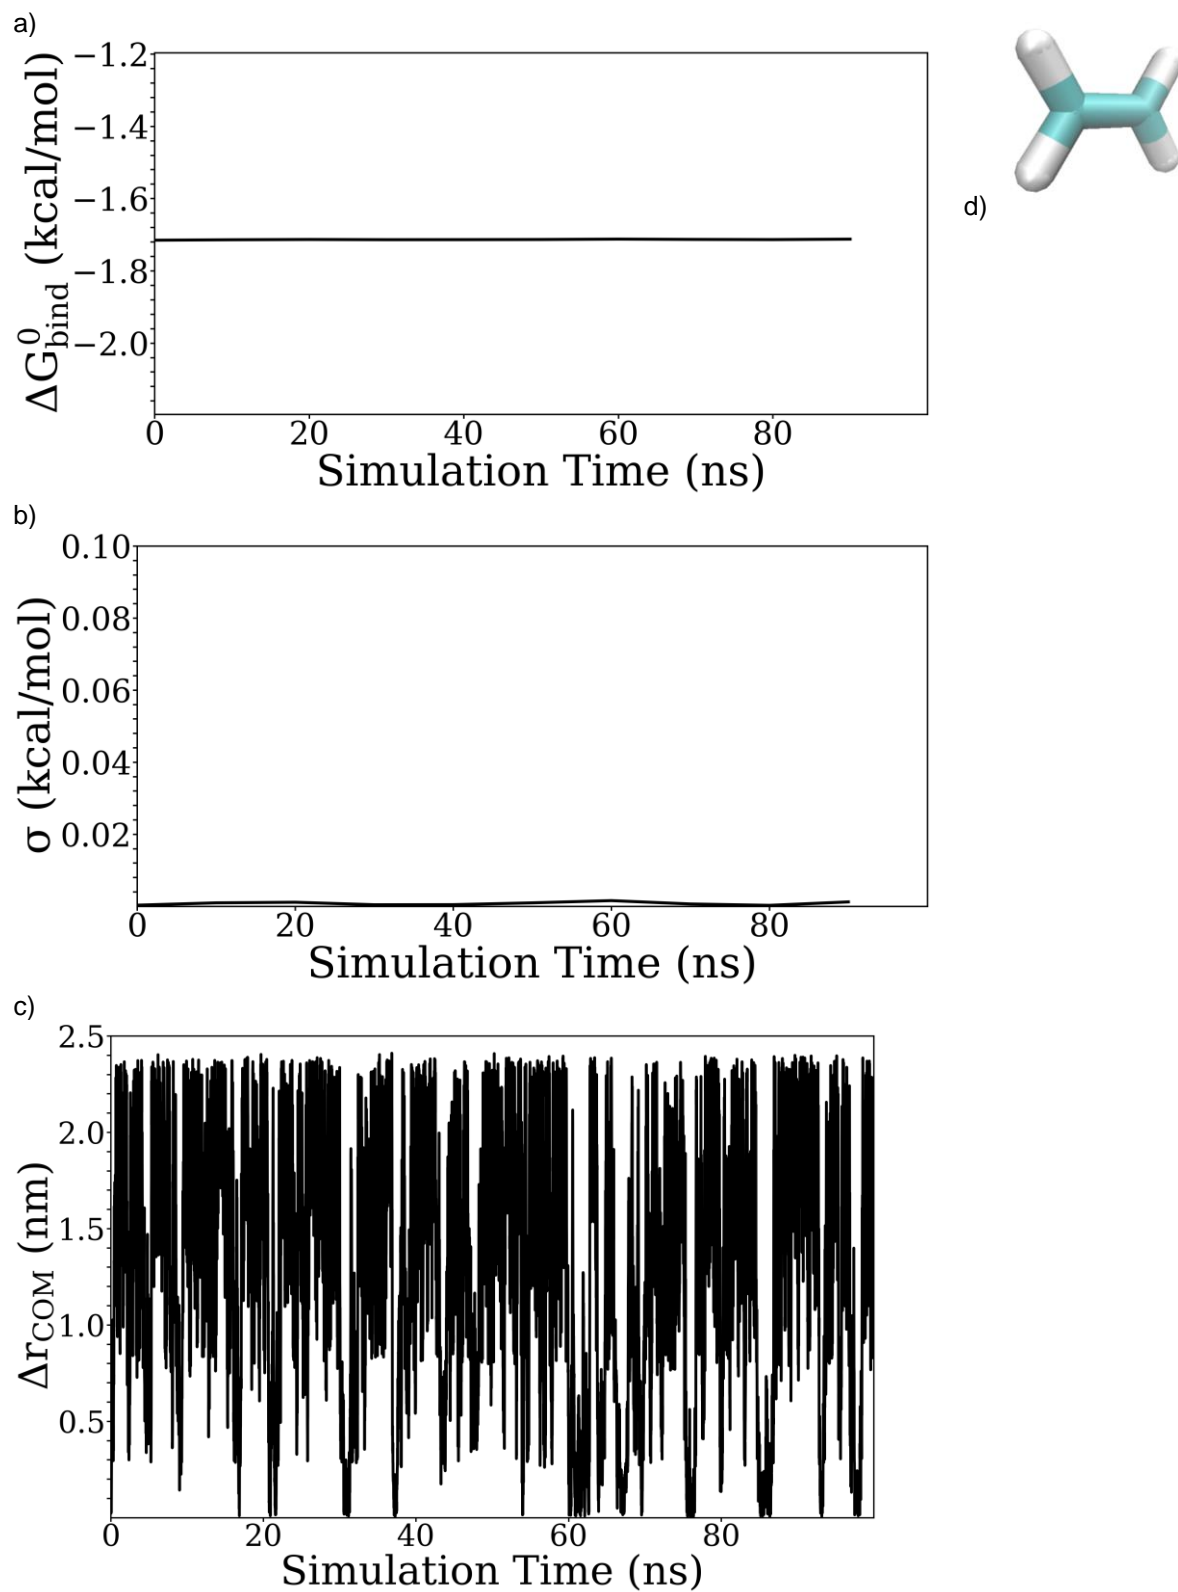 a)
−1.2
−1.4
−1.6
−1.8
−2.0
ΔG⁰bind (kcal/mol)
0 20 40 60 80
Simulation Time (ns)
d)
b)
0.10
0.08
0.06
0.04
0.02
σ (kcal/mol)
0 20 40 60 80
Simulation Time (ns)
c)
2.5
2.0
1.5
1.0
0.5
ΔrCOM (nm)
0 20 40 60 80
Simulation Time (ns)